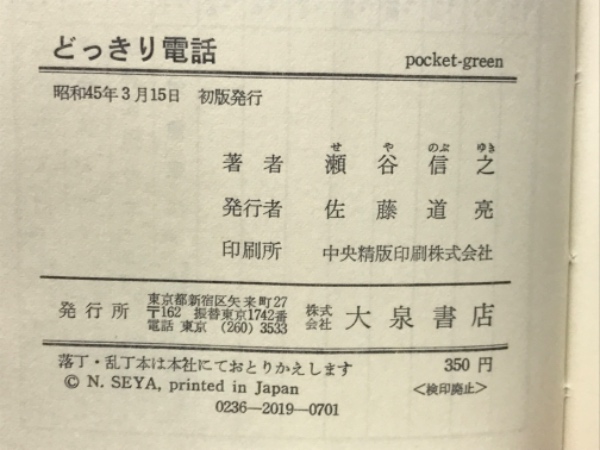 どっきり電話 pocket-green
昭和45年3月15日 初版発行
せ や のぶ ゆき
著者 瀬谷信之
発行者 佐藤道亮
印刷所 中央精版印刷株式会社
東京都新宿区矢来町27
発行所 〒162 振替東京1742番 株式会社 大泉書店
電話 東京 (260) 3533
落丁・乱丁本は本社にておとりかえします 350円
© N. SEYA, printed in Japan <検印廃止>
0236—2019—0701